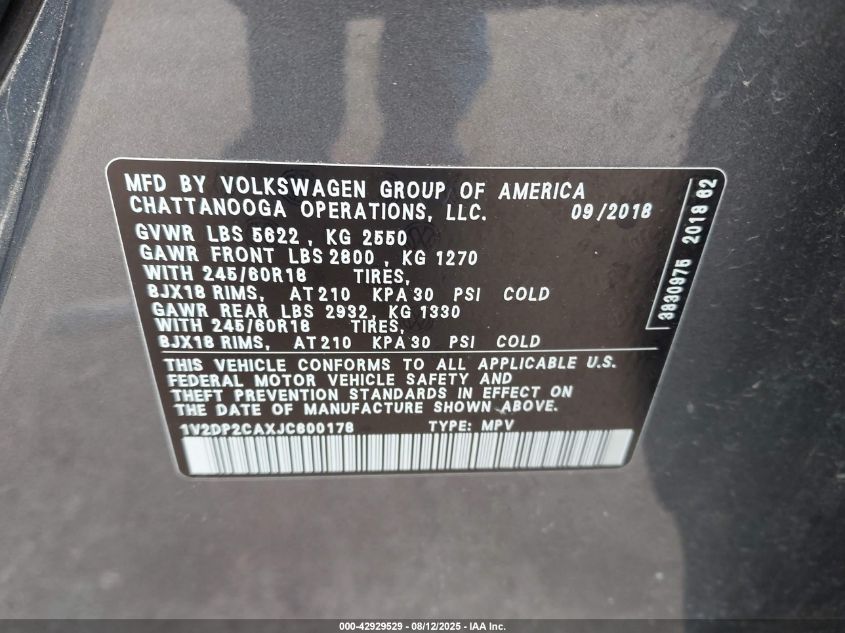 MFD BY VOLKSWAGEN GROUP OF AMERICA
CHATTANOOGA OPERATIONS, LLC. 09/2018
GVWR LBS 5622, KG 2550
GAWR FRONT LBS 2800, KG 1270
WITH 245/60R18 TIRES,
8JX18 RIMS, AT 210 KPA 30 PSI COLD
GAWR REAR LBS 2932, KG 1330
WITH 245/60R18 TIRES,
8JX18 RIMS, AT 210 KPA 30 PSI COLD
THIS VEHICLE CONFORMS TO ALL APPLICABLE U.S.
FEDERAL MOTOR VEHICLE SAFETY AND
THEFT PREVENTION STANDARDS IN EFFECT ON
THE DATE OF MANUFACTURE SHOWN ABOVE.
1V2DP2CAXJC600178 TYPE: MPV
3830975 2018 62
000-42929529 - 08/12/2025 - IAA Inc.